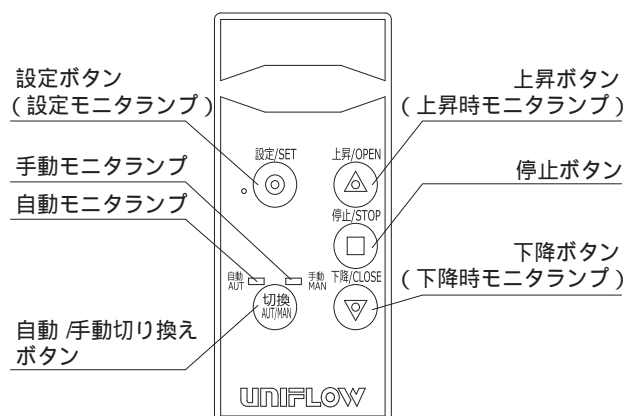 設定ボタン
(設定モニタランプ)
手動モニタランプ
自動モニタランプ
自動/手動切り換え
ボタン
設定/SET
上昇/OPEN
停止/STOP
自動
AUT
手動
MAN
下降/CLOSE
切換
AUT/MAN
UNIFLOW
上昇ボタン
(上昇時モニタランプ)
停止ボタン
下降ボタン
(下降時モニタランプ)